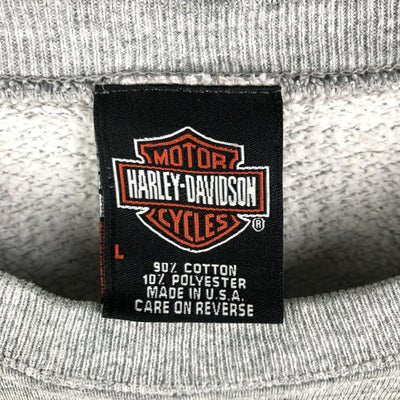 MOTOR
HARLEY-DAVIDSON
CYCLES ®
L
90% COTTON
10% POLYESTER
MADE IN U.S.A.
CARE ON REVERSE